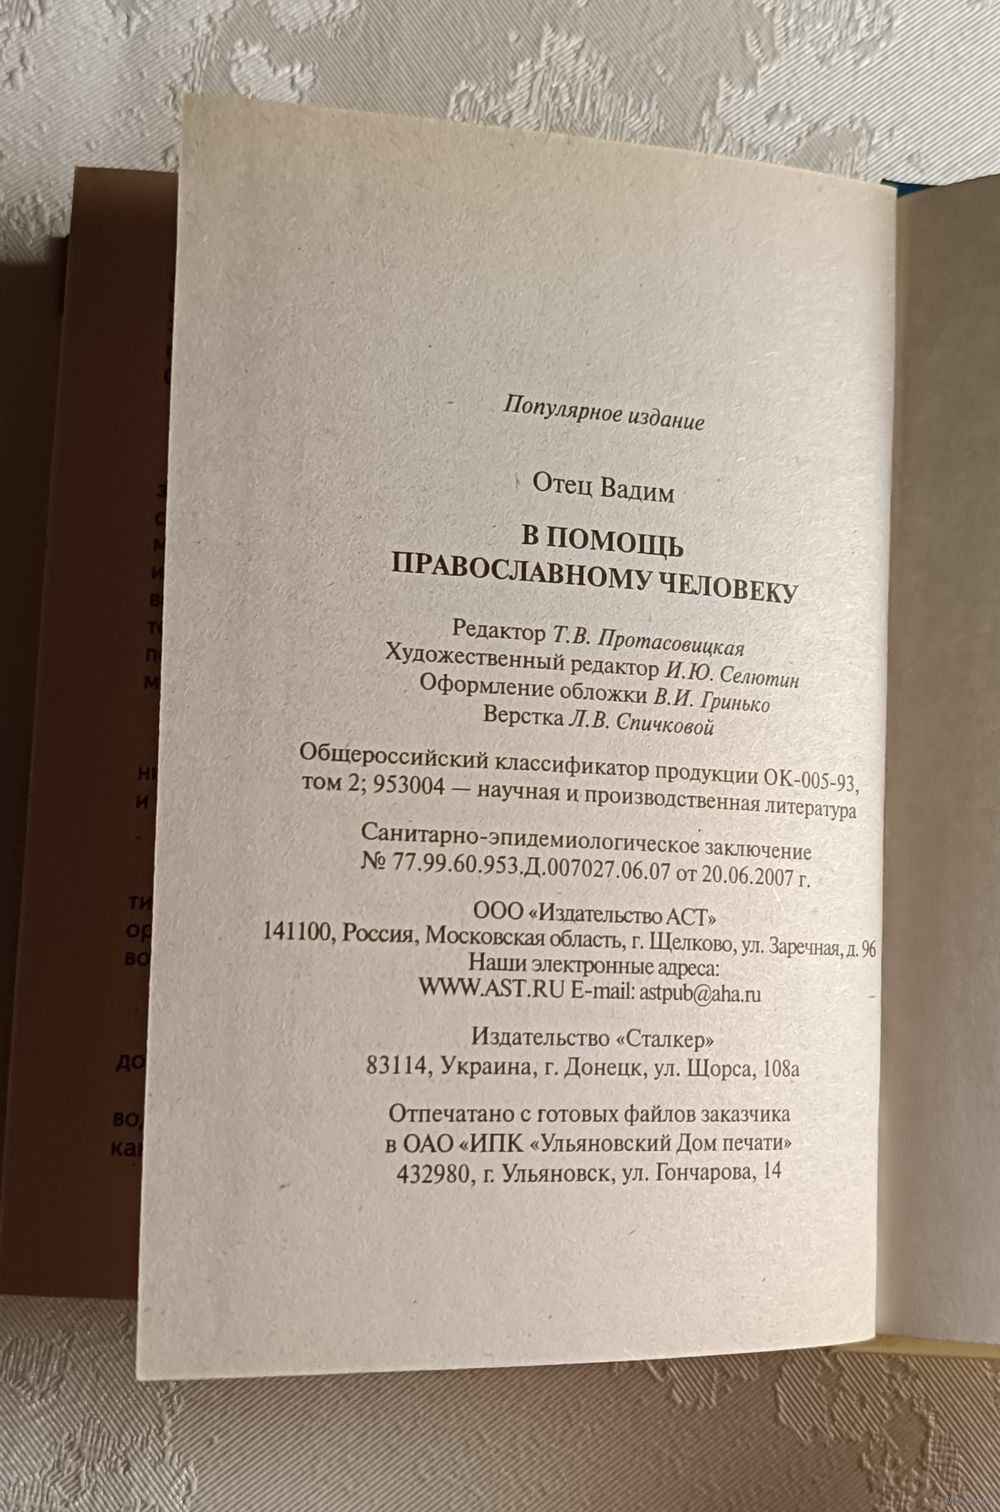 Популярное издание
Отец Вадим
В ПОМОЩЬ
ПРАВОСЛАВНОМУ ЧЕЛОВЕКУ
Редактор Т.В. Протасовицкая
Художественный редактор И.Ю. Селютин
Оформление обложки В.И. Гринько
Верстка Л.В. Спичковой
Общероссийский классификатор продукции ОК-005-93,
том 2; 953004 — научная и производственная литература
Санитарно-эпидемиологическое заключение
№ 77.99.60.953.Д.007027.06.07 от 20.06.2007 г.
ООО «Издательство АСТ»
141100, Россия, Московская область, г. Щелково, ул. Заречная, д. 96
Наши электронные адреса:
WWW.AST.RU E-mail: astpub@aha.ru
Издательство «Сталкер»
83114, Украина, г. Донецк, ул. Щорса, 108а
Отпечатано с готовых файлов заказчика
в ОАО «ИПК «Ульяновский Дом печати»
432980, г. Ульяновск, ул. Гончарова, 14